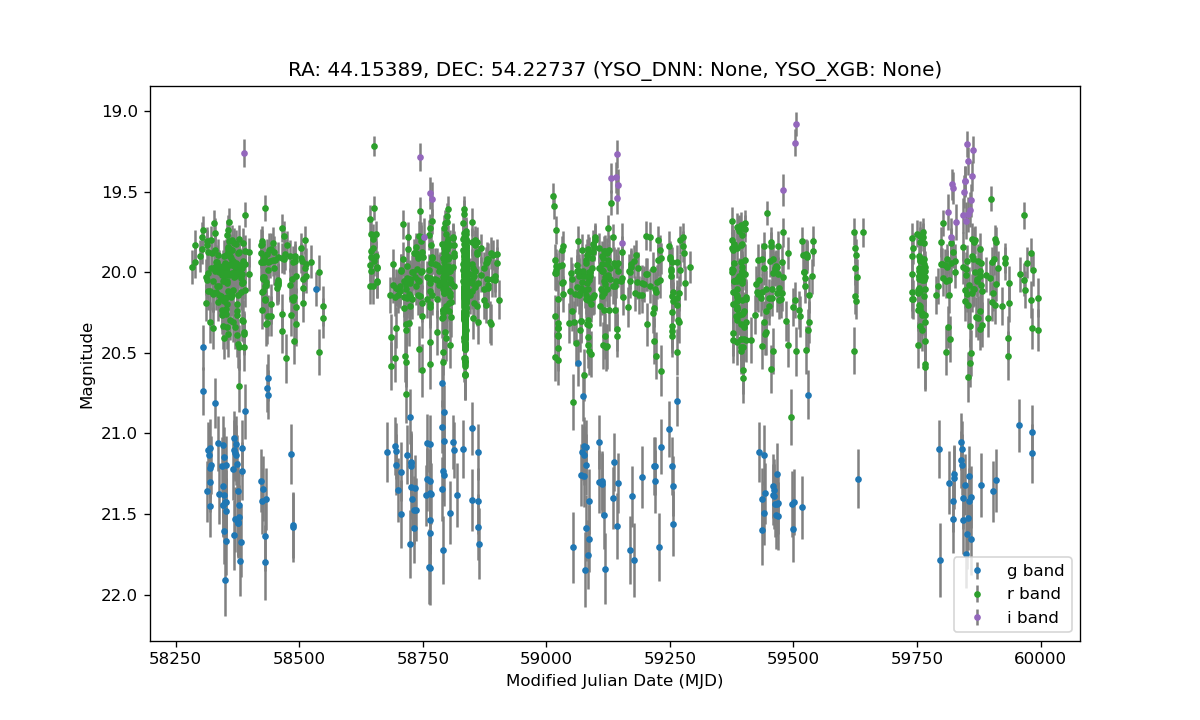 RA: 44.15389, DEC: 54.22737 (YSO_DNN: None, YSO_XGB: None)
Magnitude
19.0
19.5
20.0
20.5
21.0
21.5
22.0
g band
r band
i band
58250
58500
58750
59000
59250
59500
59750
60000
Modified Julian Date (MJD)